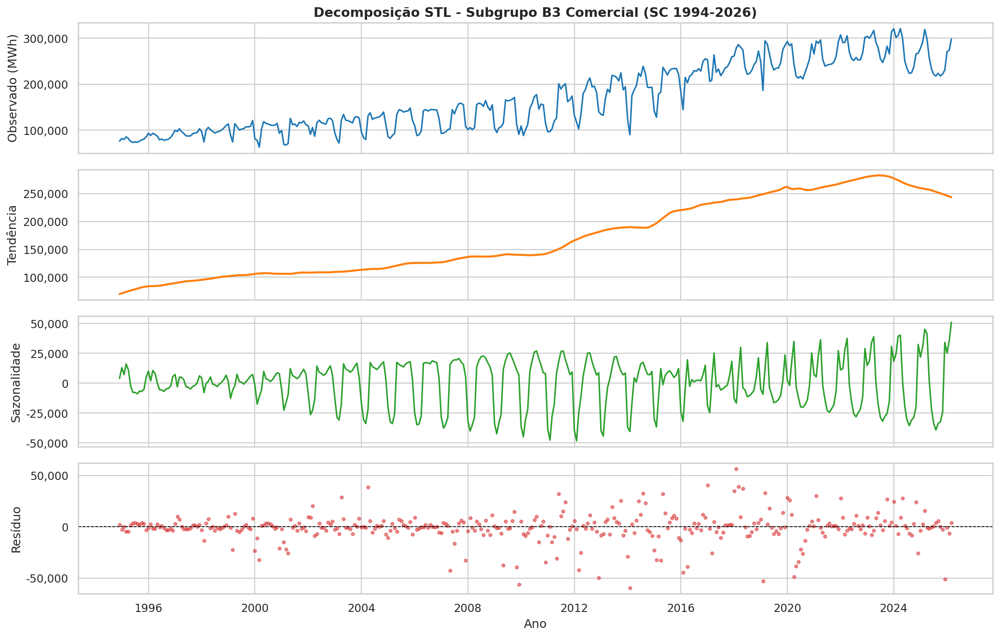 Decomposição STL - Subgrupo B3 Comercial (SC 1994-2026)
Observado (MWh)
300,000
200,000
100,000
Tendência
250,000
200,000
150,000
100,000
Sazonalidade
50,000
25,000
0
-25,000
-50,000
Resíduo
50,000
0
-50,000
1996 2000 2004 2008 2012 2016 2020 2024
Ano